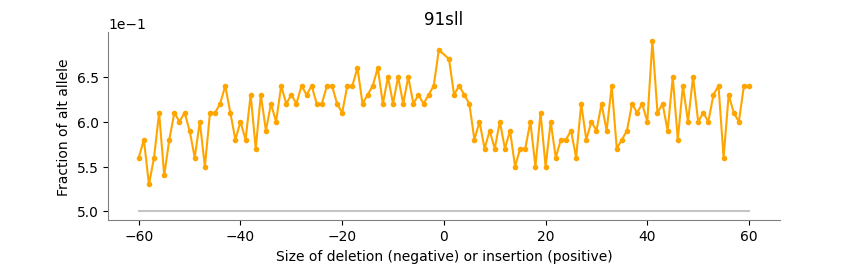 91sll
1e−1
Fraction of alt allele
6.5
6.0
5.5
5.0
−60 −40 −20 0 20 40 60
Size of deletion (negative) or insertion (positive)